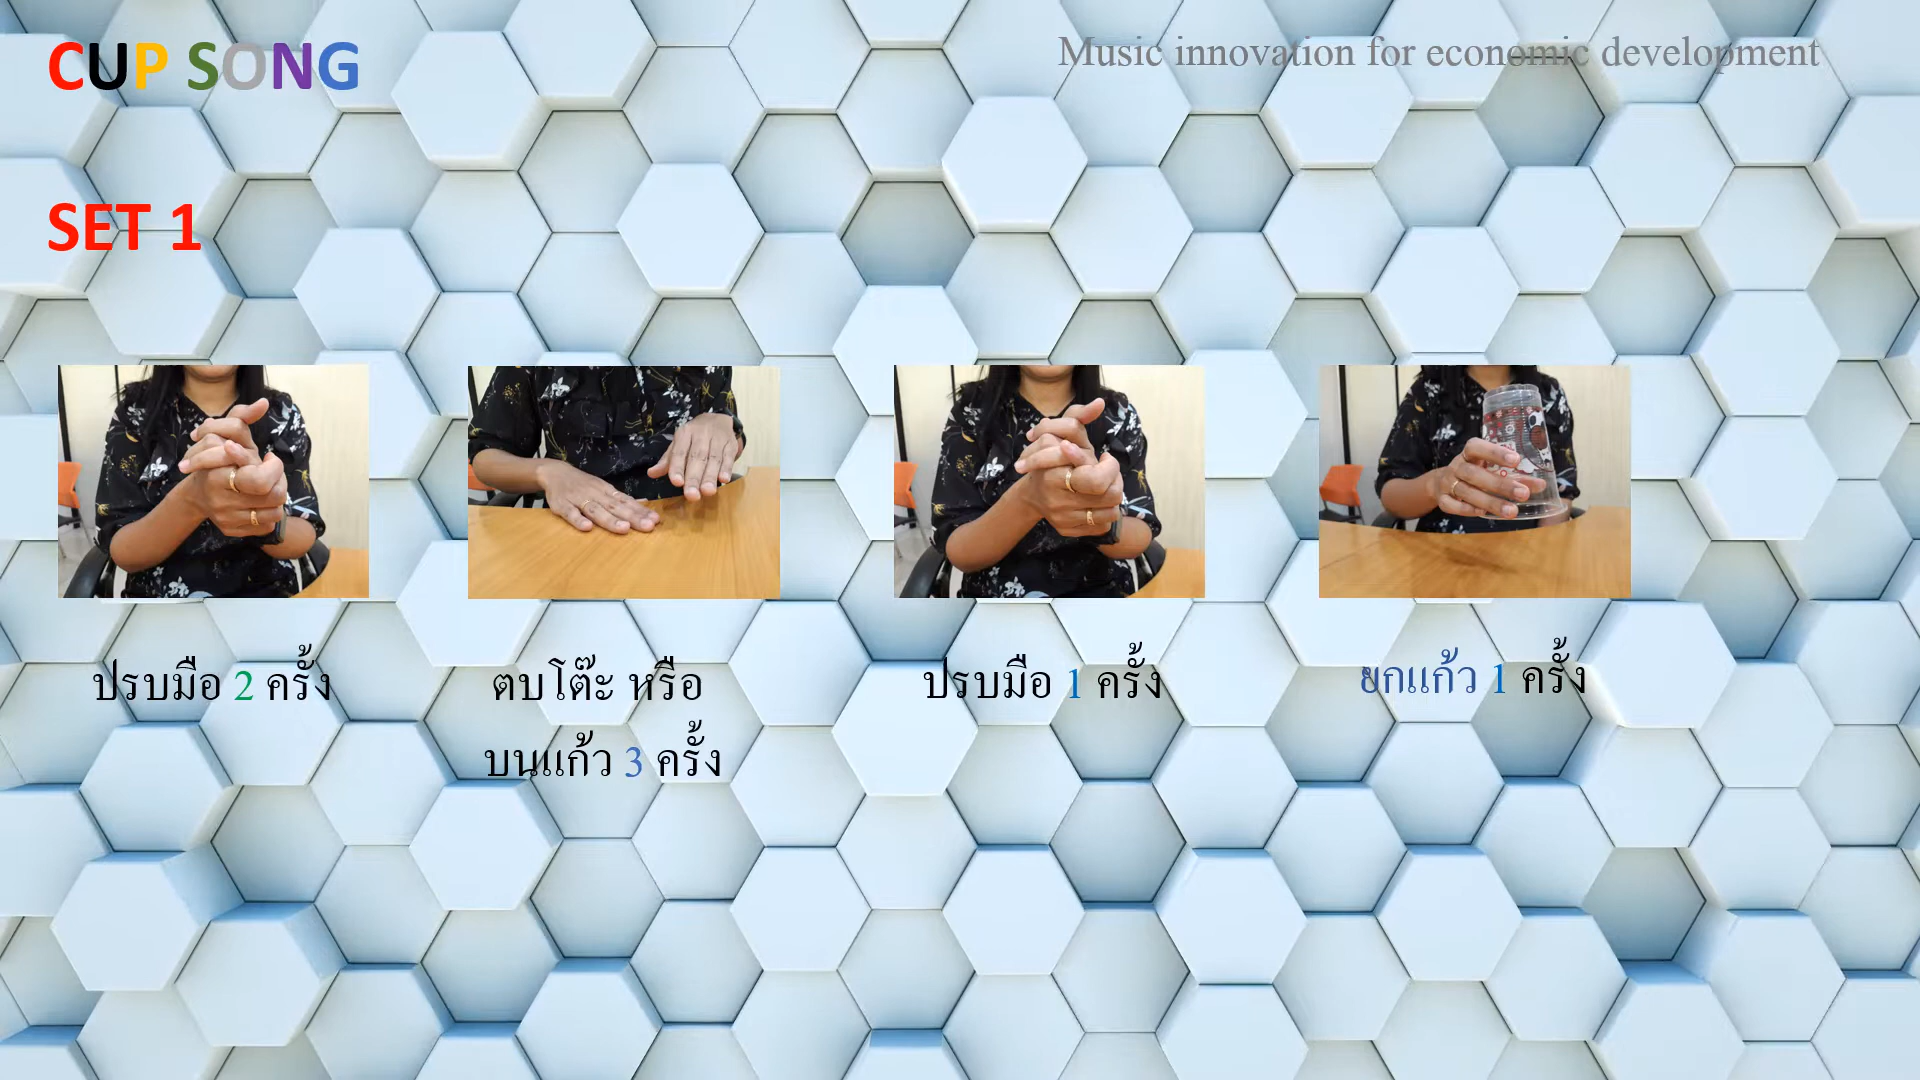 CUP SONG
Music innovation for economic development
SET 1
ปรบมือ 2 ครั้ง
ตบโต๊ะ หรือ
บนแก้ว 3 ครั้ง
ปรบมือ 1 ครั้ง
ยกแก้ว 1 ครั้ง